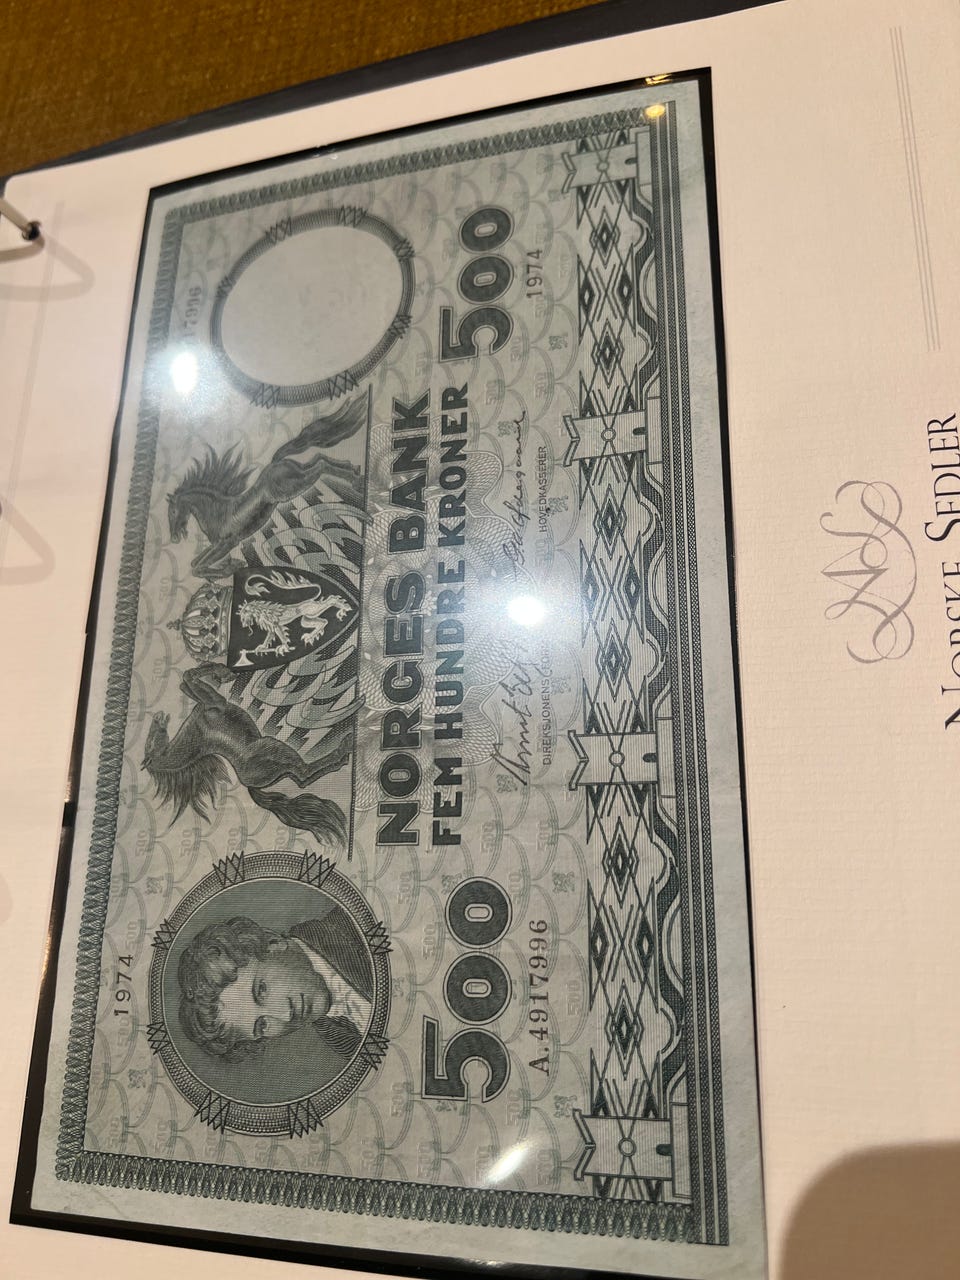 1974
NORGES BANK
FEM HUNDRE KRONER
500
500
A.4917996
1974
DIREKSJONENS
HOVEDKASSERER
NORSKE SEDLER